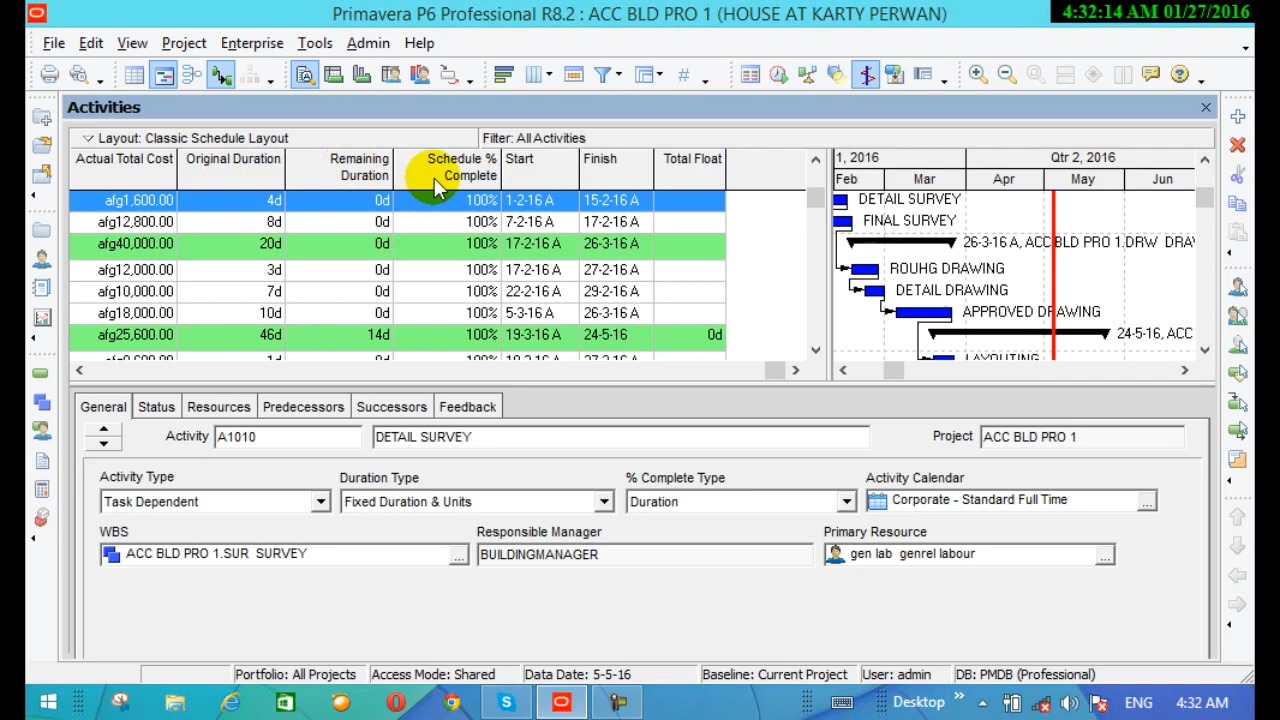 Primavera P6 Professional R8.2 : ACC BLD PRO 1 (HOUSE AT KARTY PERWAN)
4:32:14 AM 01/27/2016
File Edit View Project Enterprise Tools Admin Help
Activities
Layout: Classic Schedule Layout Filter: All Activities
Actual Total Cost Original Duration Remaining Duration Schedule % Complete Start Finish Total Float
1, 2016 Qtr 2, 2016
Feb Mar Apr May Jun
afg1,600.00 4d 0d 100% 1-2-16 A 15-2-16 A
DETAIL SURVEY
afg12,800.00 8d 0d 100% 7-2-16 A 17-2-16 A
FINAL SURVEY
afg40,000.00 20d 0d 100% 17-2-16 A 26-3-16 A
26-3-16 A, ACC BLD PRO 1.DRW DRAV
afg12,000.00 3d 0d 100% 17-2-16 A 27-2-16 A
ROUHG DRAWING
afg10,000.00 7d 0d 100% 22-2-16 A 29-2-16 A
DETAIL DRAWING
afg18,000.00 10d 0d 100% 5-3-16 A 26-3-16 A
APPROVED DRAWING
afg25,600.00 46d 14d 100% 19-3-16 A 24-5-16 0d
24-5-16, ACC
LAYOUTING
General Status Resources Predecessors Successors Feedback
Activity A1010 DETAIL SURVEY Project ACC BLD PRO 1
Activity Type Duration Type % Complete Type Activity Calendar
Task Dependent Fixed Duration & Units Duration Corporate - Standard Full Time ...
WBS Responsible Manager Primary Resource
ACC BLD PRO 1.SUR SURVEY ... BUILDINGMANAGER gen lab genrel labour ...
Portfolio: All Projects Access Mode: Shared Data Date: 5-5-16 Baseline: Current Project User: admin DB: PMDB (Professional)
Desktop ENG 4:32 AM